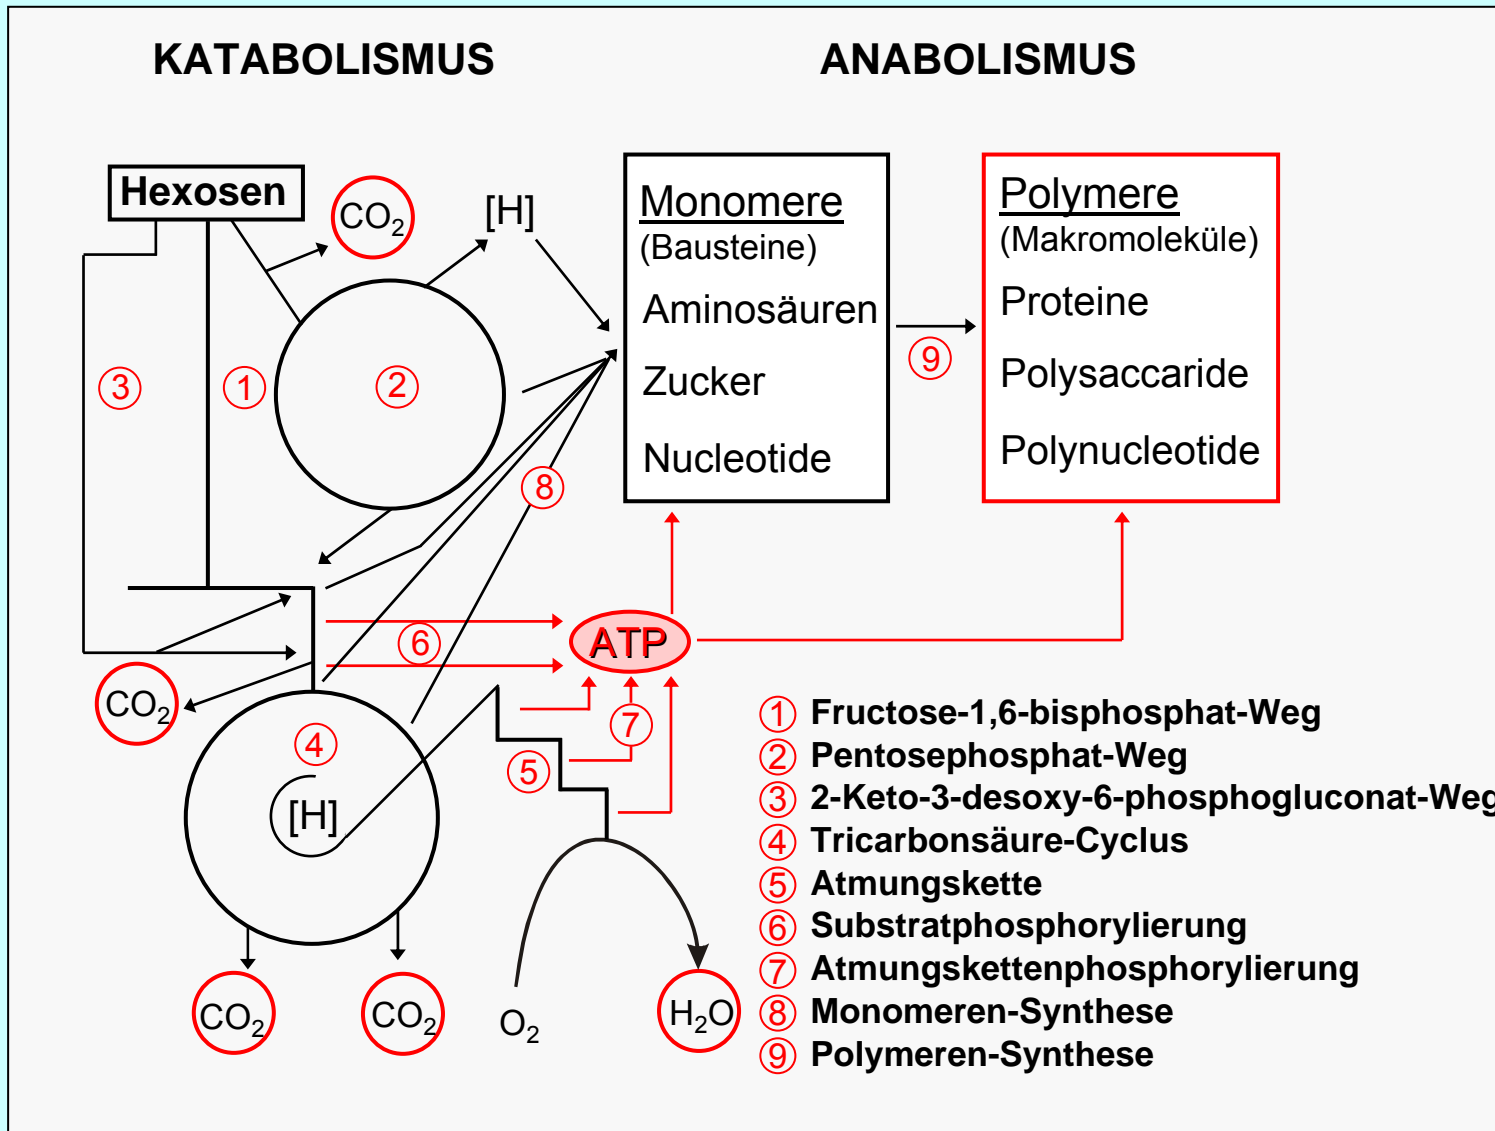 KATABOLISMUS
ANABOLISMUS
Hexosen
CO2
[H]
Monomere
(Bausteine)
Aminosäuren
Zucker
Nucleotide
Polymere
(Makromoleküle)
Proteine
Polysaccaride
Polynucleotide
3
1
2
9
8
6
ATP
CO2
4
[H]
5
7
CO2
CO2
O2
H2O
1 Fructose-1,6-bisphosphat-Weg
2 Pentosephosphat-Weg
3 2-Keto-3-desoxy-6-phosphogluconat-Weg
4 Tricarbonsäure-Cyclus
5 Atmungskette
6 Substratphosphorylierung
7 Atmungskettenphosphorylierung
8 Monomeren-Synthese
9 Polymeren-Synthese